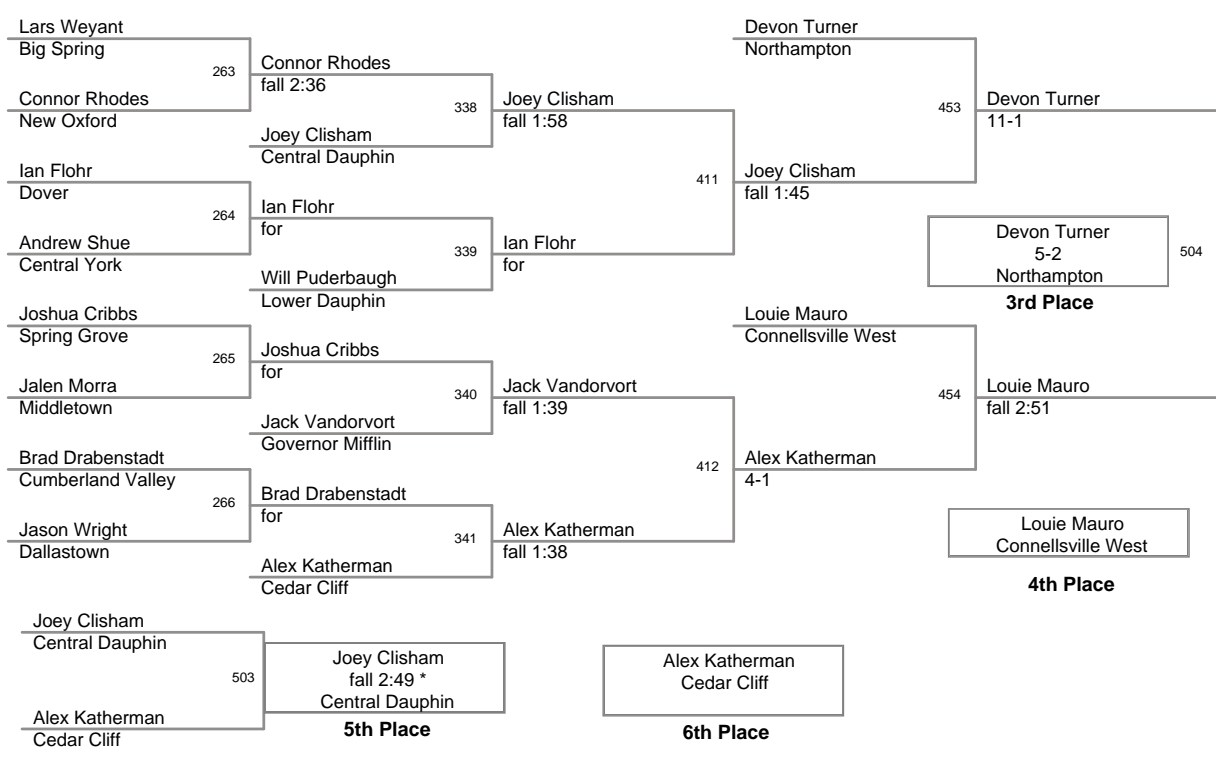 Lars Weyant
Big Spring
263
Connor Rhodes
New Oxford
Connor Rhodes
fall 2:36
338
Joey Clisham
Central Dauphin
Joey Clisham
fall 1:58
Ian Flohr
Dover
264
Andrew Shue
Central York
Ian Flohr
for
339
Will Puderbaugh
Lower Dauphin
Ian Flohr
for
411
Joshua Cribbs
Spring Grove
265
Jalen Morra
Middletown
Joshua Cribbs
for
340
Jack Vandorvort
Governor Mifflin
Jack Vandorvort
fall 1:39
Brad Drabenstadt
Cumberland Valley
266
Jason Wright
Dallastown
Brad Drabenstadt
for
341
Alex Katherman
Cedar Cliff
Alex Katherman
fall 1:38
412
Devon Turner
Northampton
453
Joey Clisham
fall 1:45
Devon Turner
11-1
Devon Turner
5-2
Northampton
504
3rd Place
Louie Mauro
Connellsville West
454
Alex Katherman
4-1
Louie Mauro
fall 2:51
Louie Mauro
Connellsville West
4th Place
Joey Clisham
Central Dauphin
503
Alex Katherman
Cedar Cliff
Joey Clisham
fall 2:49 *
Central Dauphin
5th Place
Alex Katherman
Cedar Cliff
6th Place